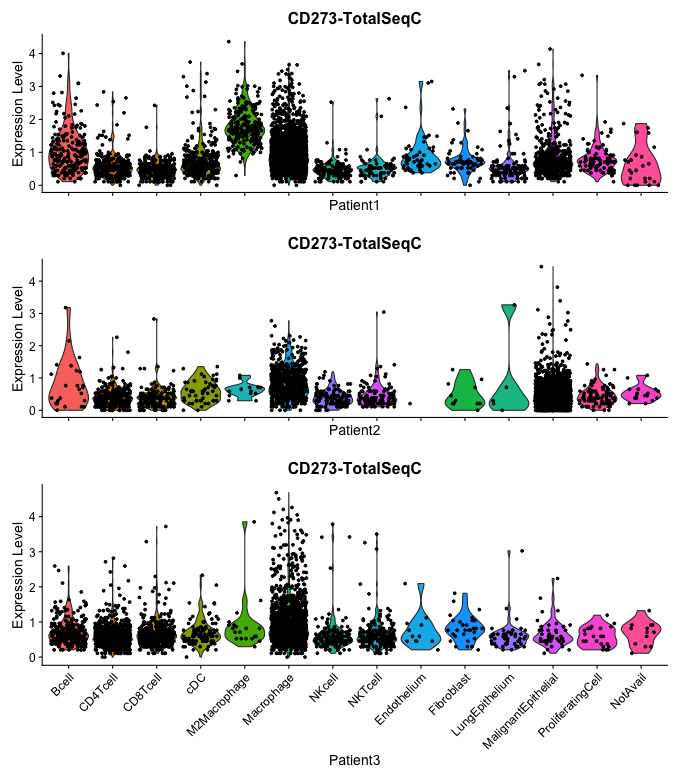 CD273-TotalSeqC
Expression Level
4
3
2
1
0
Patient1
CD273-TotalSeqC
Expression Level
4
3
2
1
0
Patient2
CD273-TotalSeqC
Expression Level
4
3
2
1
0
Bcell
CD4Tcell
CD8Tcell
cDC
M2Macrophage
Macrophage
NKcell
NKTcell
Endothelium
Fibroblast
LungEpithelium
MalignantEpithelial
ProliferatingCell
NotAvail
Patient3